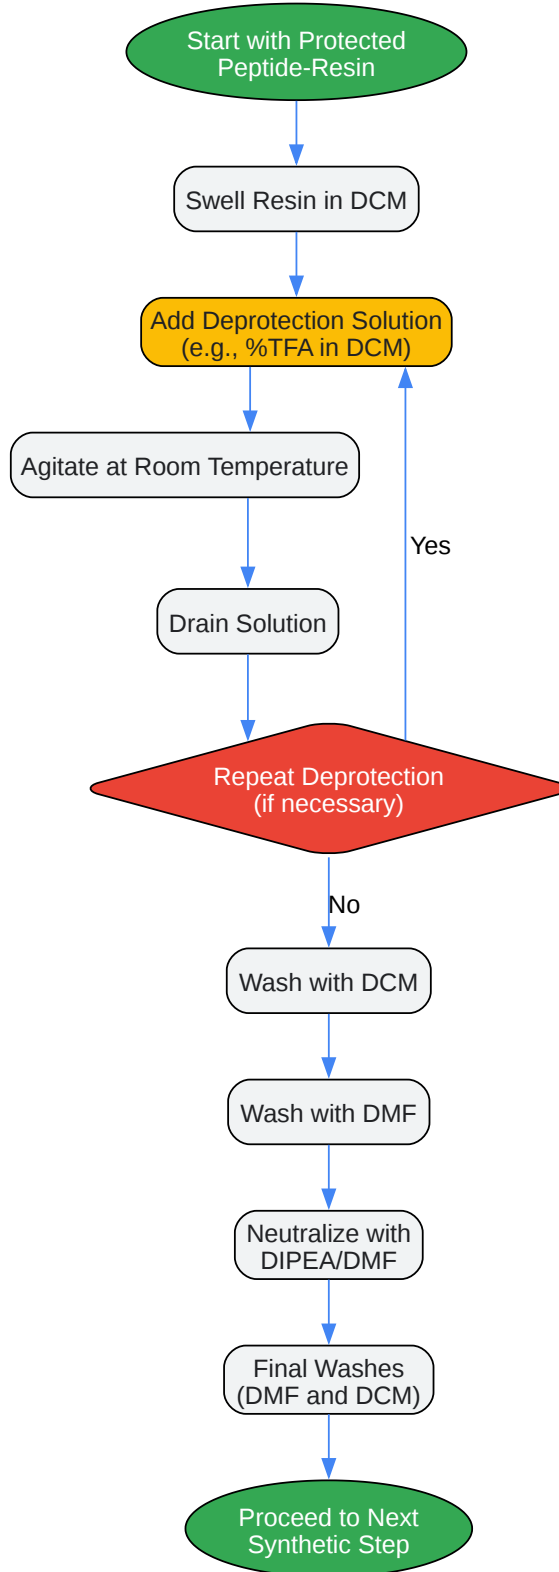 Start with Protected
Peptide-Resin
Swell Resin in DCM
Add Deprotection Solution
(e.g., %TFA in DCM)
Agitate at Room Temperature
Yes
Drain Solution
Repeat Deprotection
(if necessary)
No
Wash with DCM
Wash with DMF
Neutralize with
DIPEA/DMF
Final Washes
(DMF and DCM)
Proceed to Next
Synthetic Step